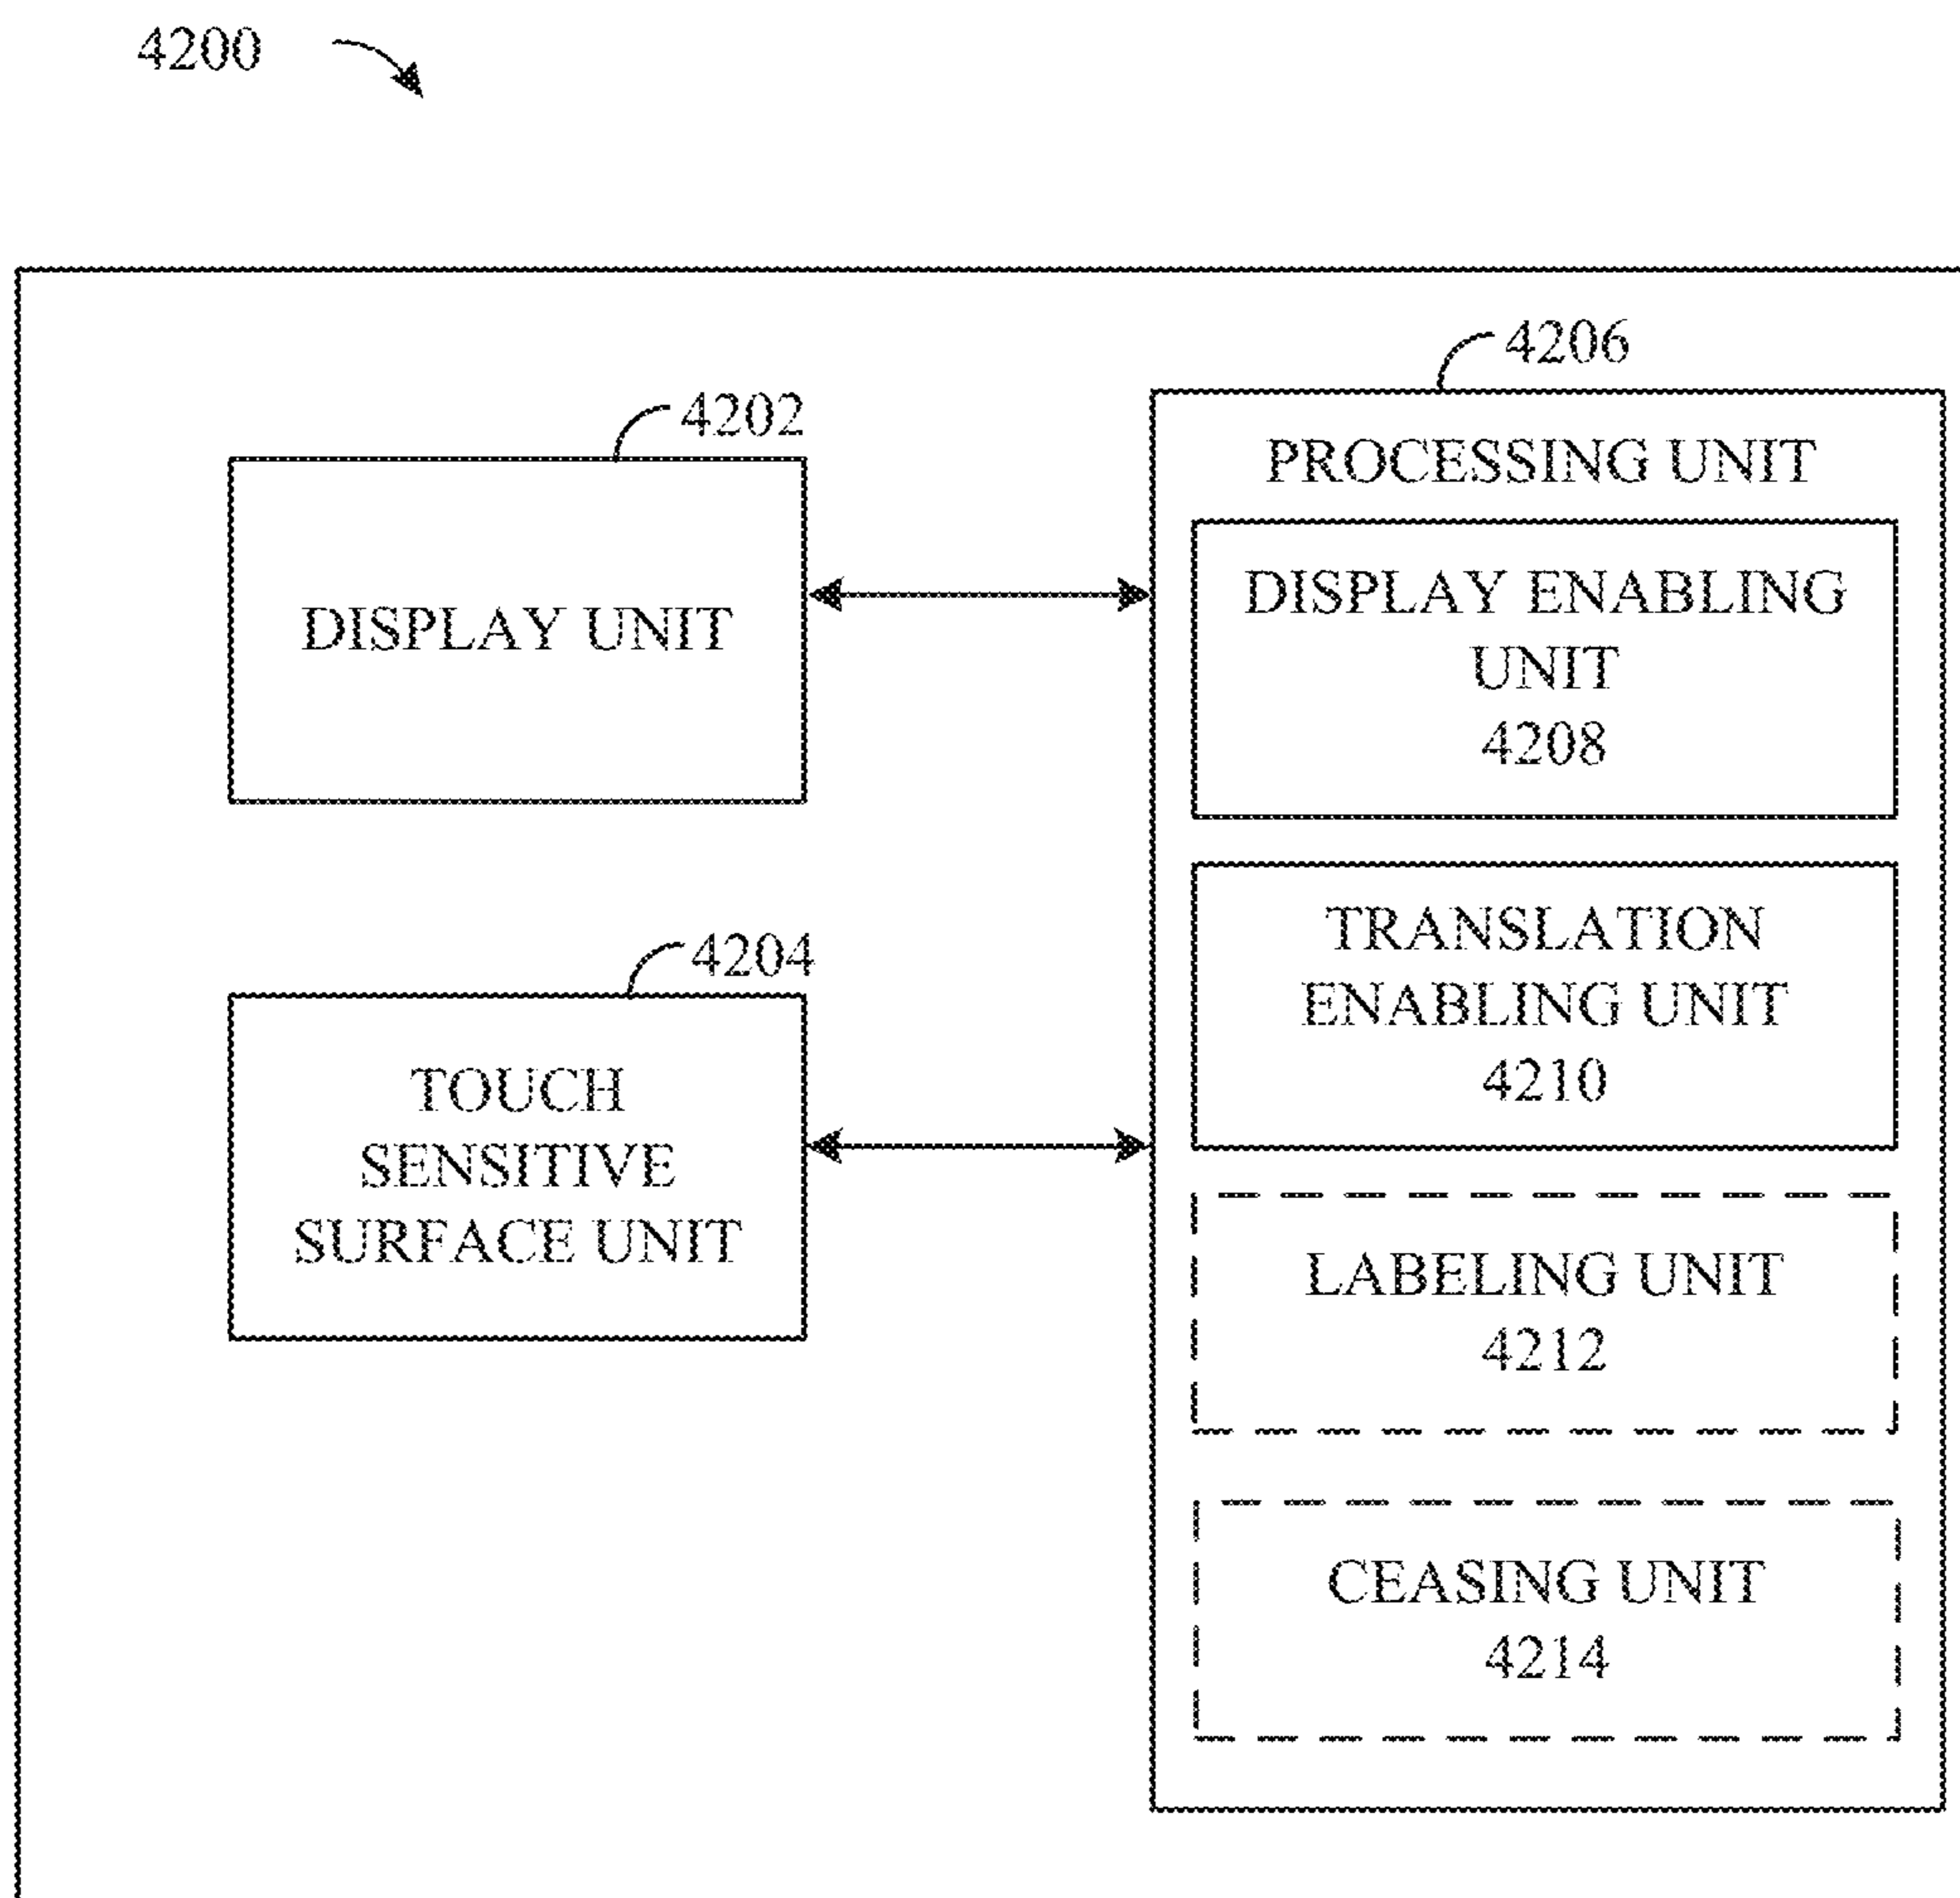 4200
4206
4202
PROCESSING UNIT
DISPLAY UNIT
DISPLAY ENABLING
UNIT
4208
4204
TRANSLATION
ENABLING UNIT
4210
TOUCH
SENSITIVE
SURFACE UNIT
LABELING UNIT
4212
CEASING UNIT
4214